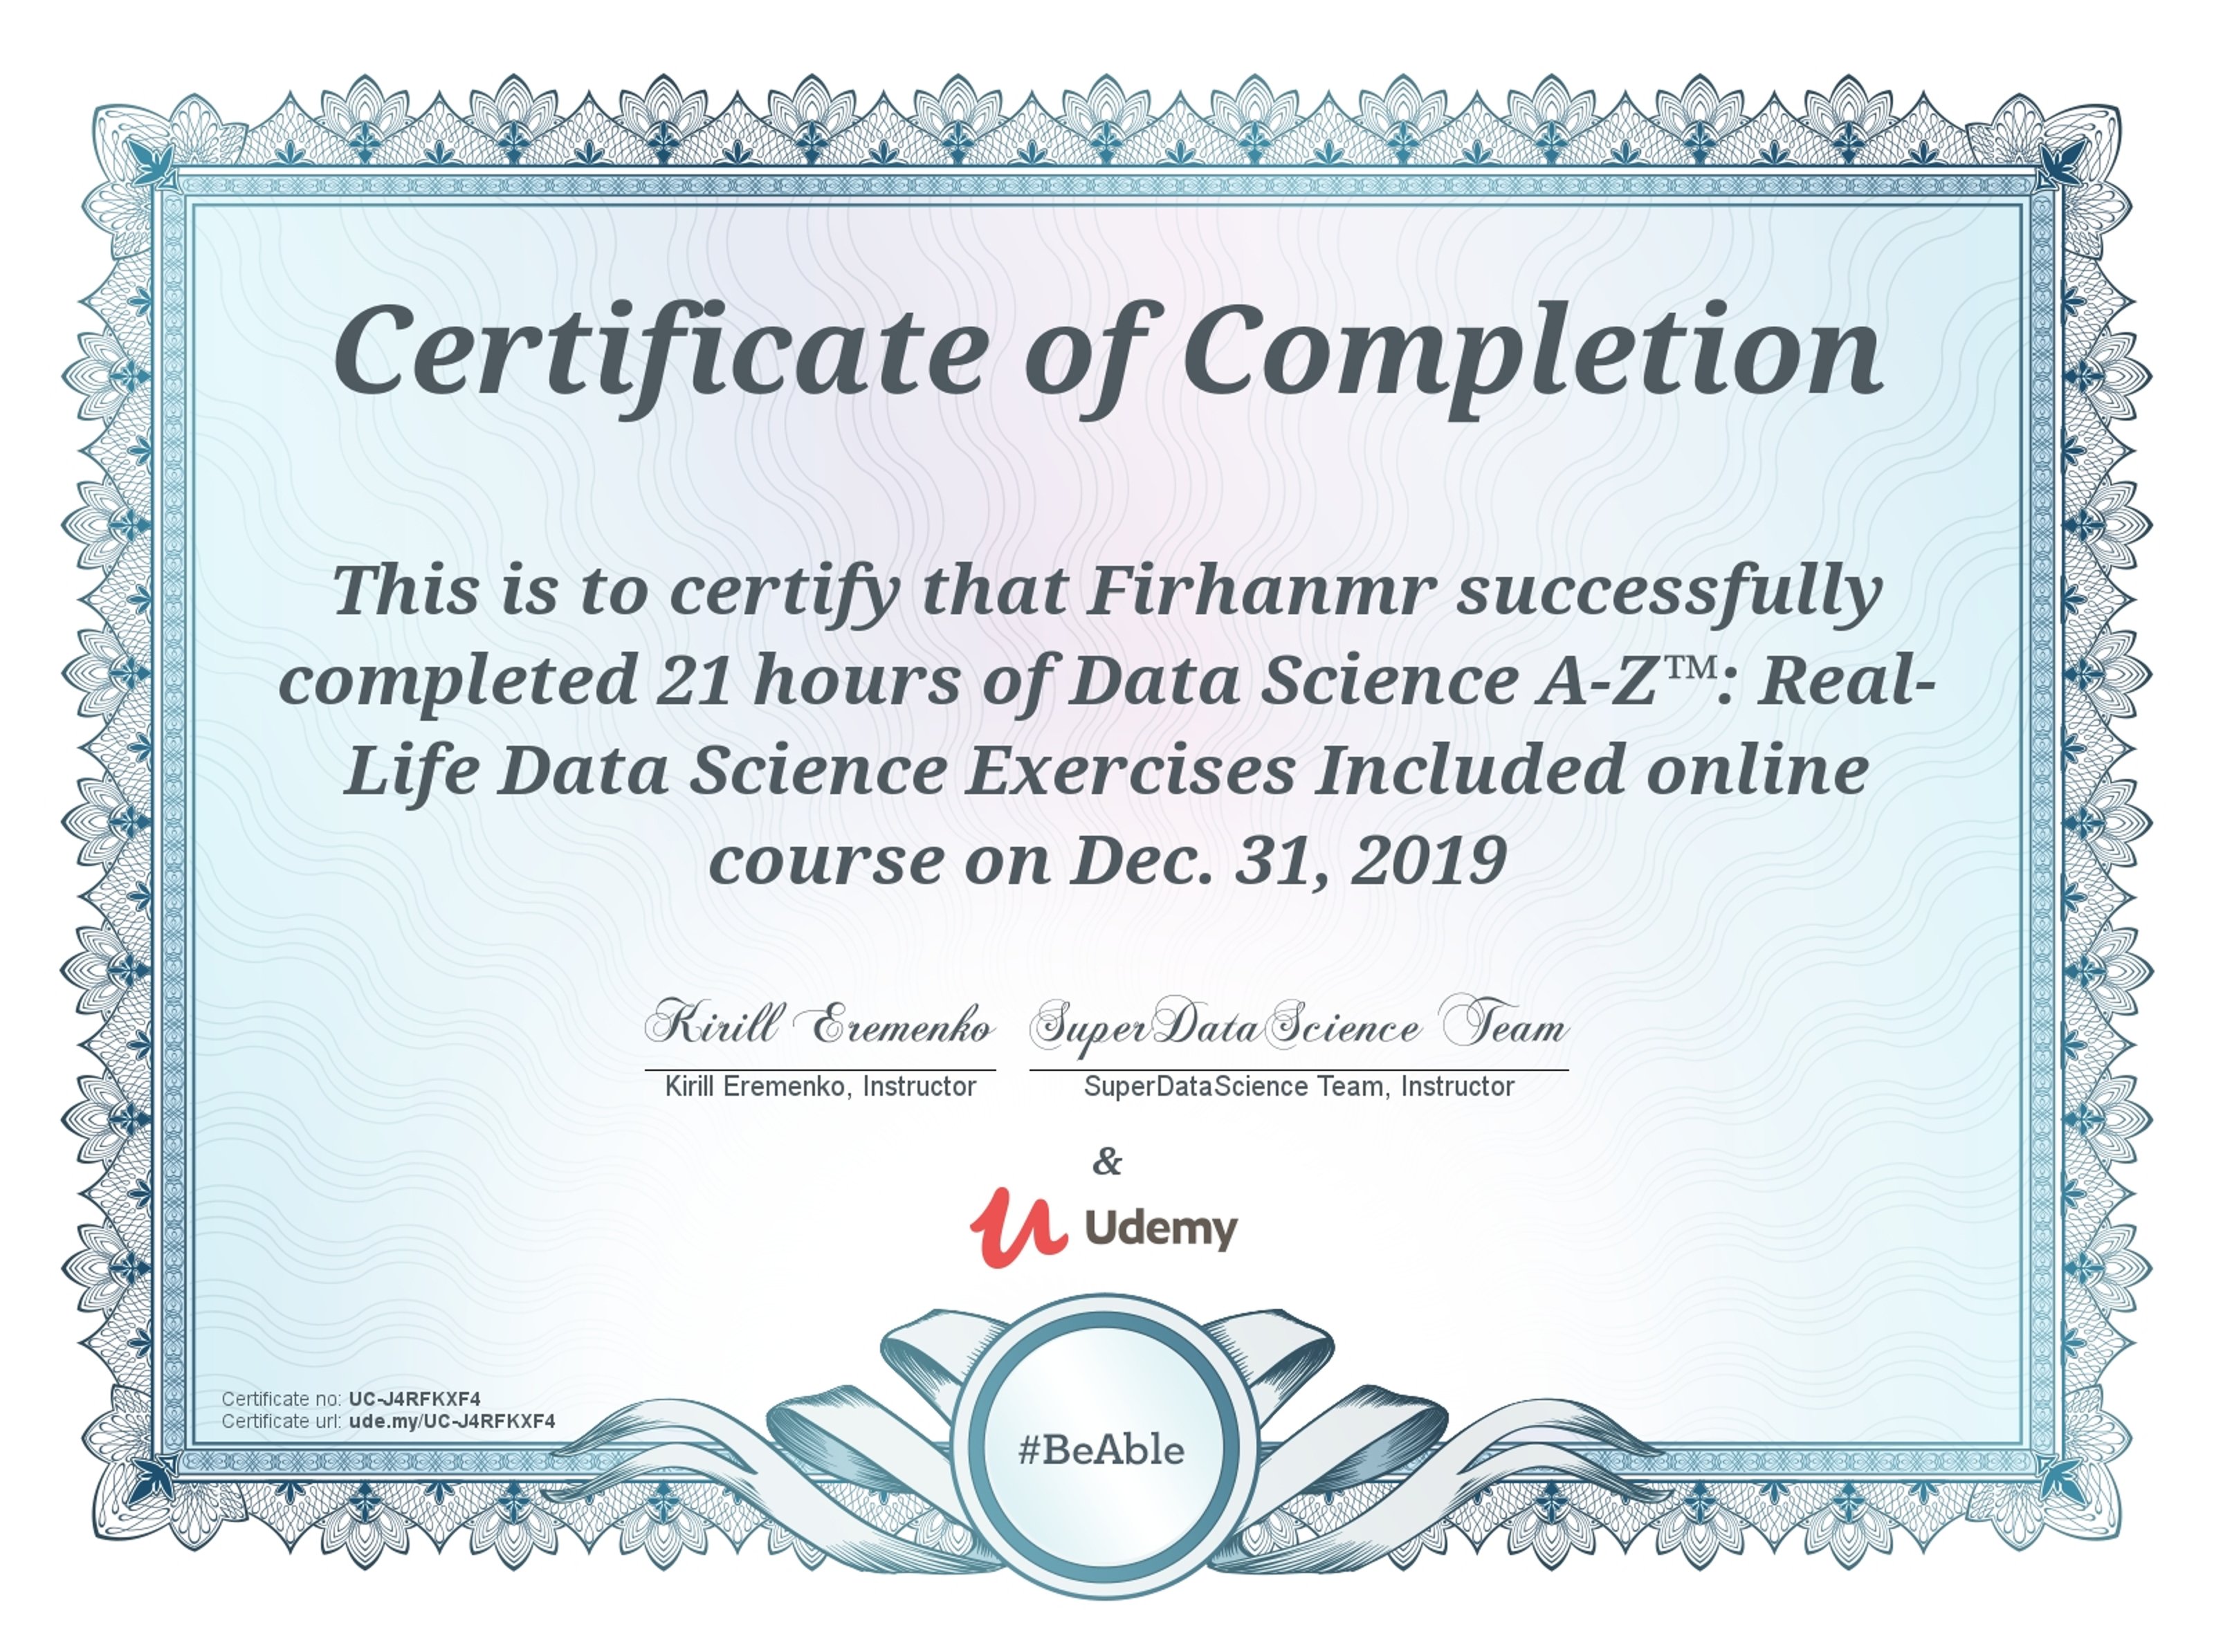 Certificate of Completion
This is to certify that Firhanmr successfully
completed 21 hours of Data Science A-Z™: Real-
Life Data Science Exercises Included online
course on Dec. 31, 2019
Kirill Eremenko SuperDataScience Team
Kirill Eremenko, Instructor SuperDataScience Team, Instructor
&
Udemy
Certificate no: UC-J4RFKXF4
Certificate url: ude.my/UC-J4RFKXF4
#BeAble